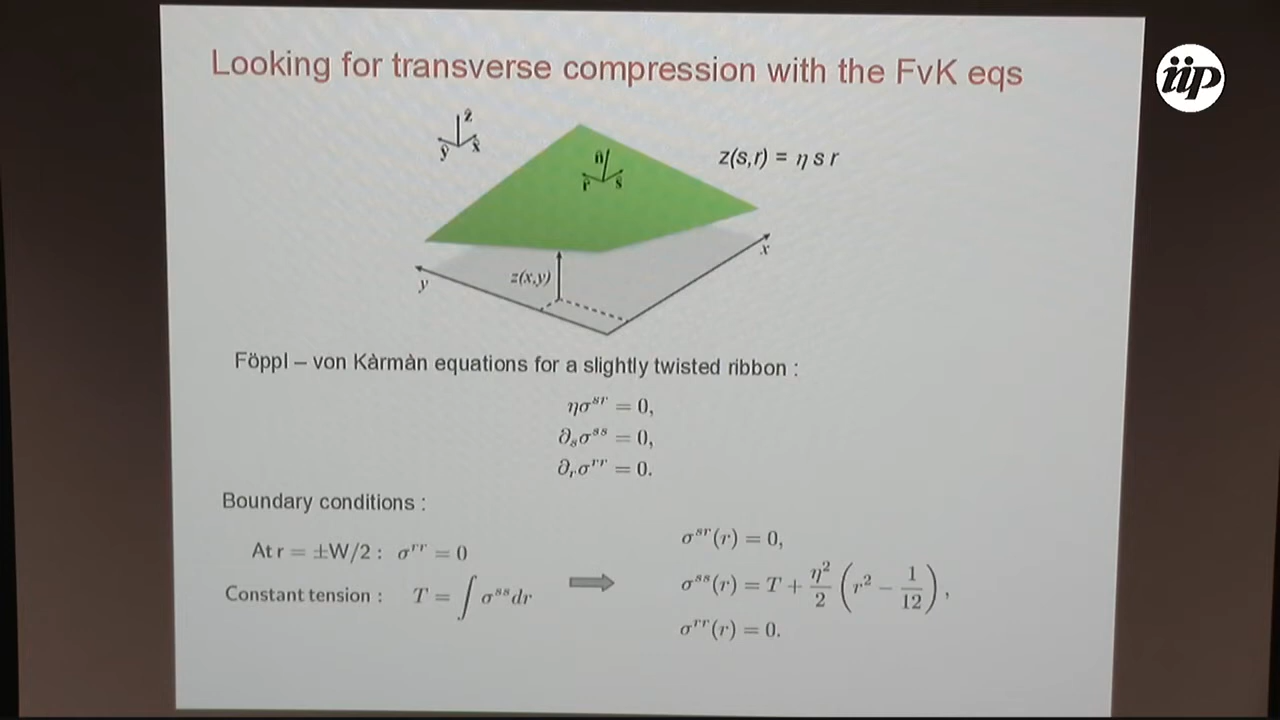 Looking for transverse compression with the FvK eqs
iip
ẑ
ŷ x̂
n̂
r̂ ŝ
z(s,r) = η s r
z(x,y)
x
y
Föppl – von Kàrmàn equations for a slightly twisted ribbon :
ησ^{sr} = 0,
∂_sσ^{ss} = 0,
∂_rσ^{rr} = 0.
Boundary conditions :
At r = ±W/2 : σ^{rr} = 0
Constant tension : T = ∫ σ^{ss}dr
σ^{sr}(r) = 0,
σ^{ss}(r) = T + η²/2 (r² − 1/12),
σ^{rr}(r) = 0.